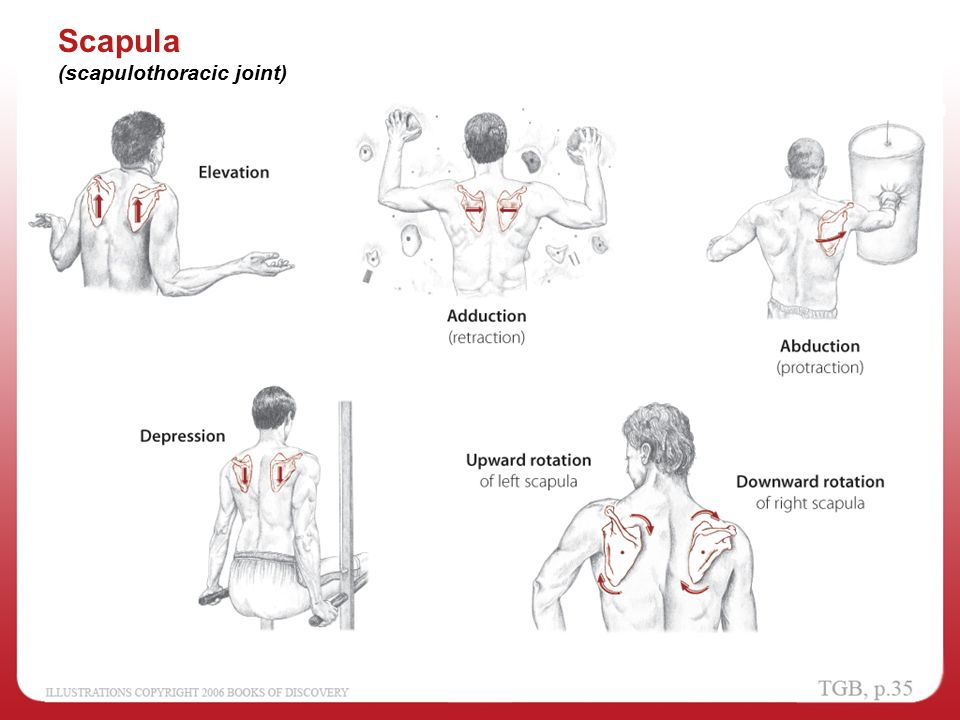 Scapula
(scapulothoracic joint)
Elevation
Adduction
(retraction)
Abduction
(protraction)
Depression
Upward rotation
of left scapula
Downward rotation
of right scapula
ILLUSTRATIONS COPYRIGHT 2006 BOOKS OF DISCOVERY
TGB, p.35